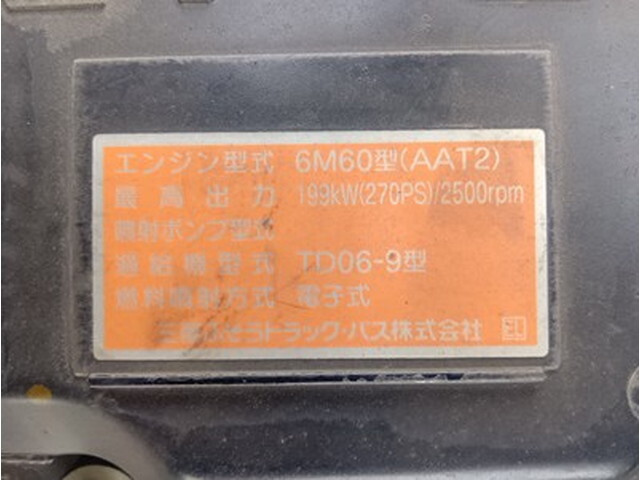 エンジン型式 6M60型(AAT2)
最高出力 199kW(270PS)/2500rpm
噴射ポンプ型式
過給機型式 TD06-9型
燃料噴射方式 電子式
三菱ふそうトラック・バス株式会社